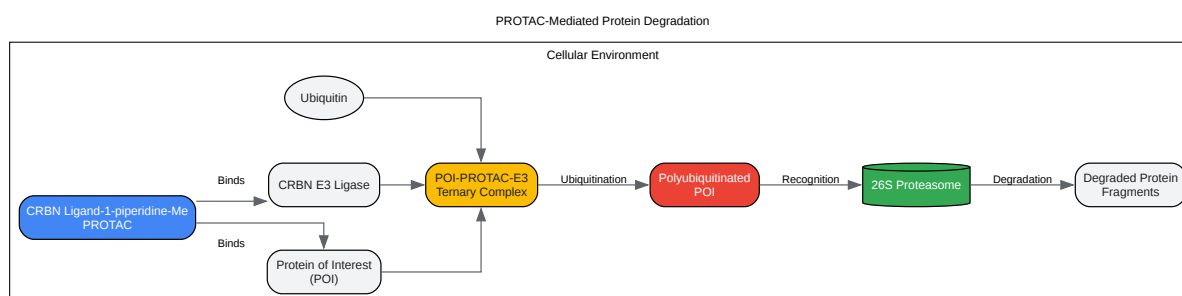 PROTAC-Mediated Protein Degradation
Cellular Environment
Ubiquitin
Binds
CRBN E3 Ligase
POI-PROTAC-E3
Ternary Complex
Ubiquitination
Polyubiquitinated
POI
Recognition
26S Proteasome
Degradation
Degraded Protein
Fragments
CRBN Ligand-1-piperidine-Me
PROTAC
Binds
Protein of Interest
(POI)